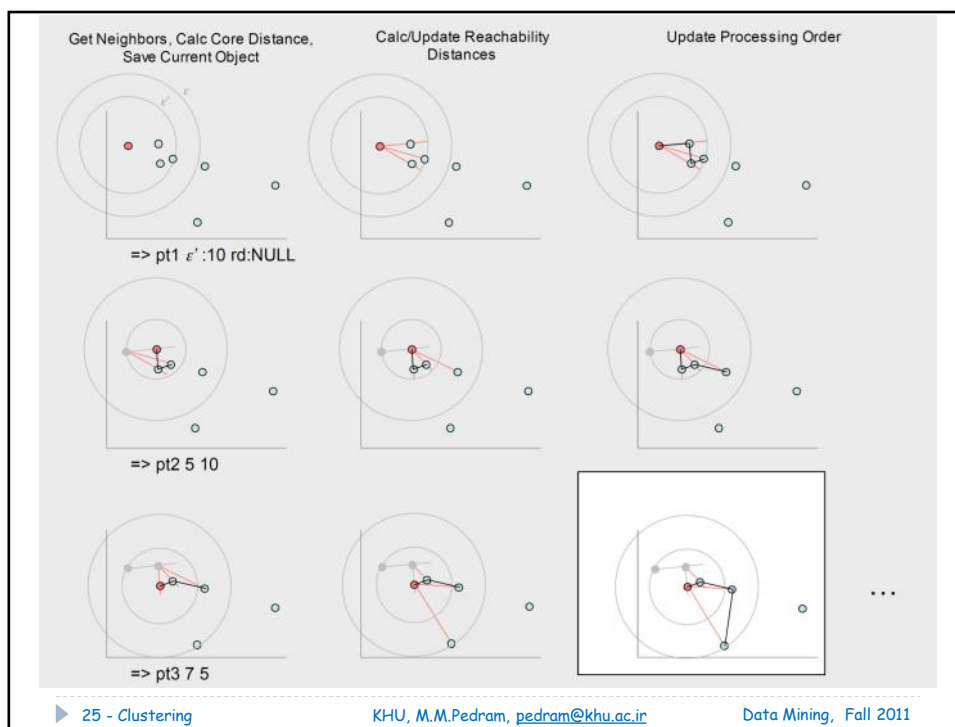 Get Neighbors, Calc Core Distance,
Save Current Object
Calc/Update Reachability
Distances
Update Processing Order
ε' ε
=> pt1 ε' :10 rd:NULL
=> pt2 5 10
=> pt3 7 5
...
25 - Clustering
KHU, M.M.Pedram, pedram@khu.ac.ir
Data Mining, Fall 2011